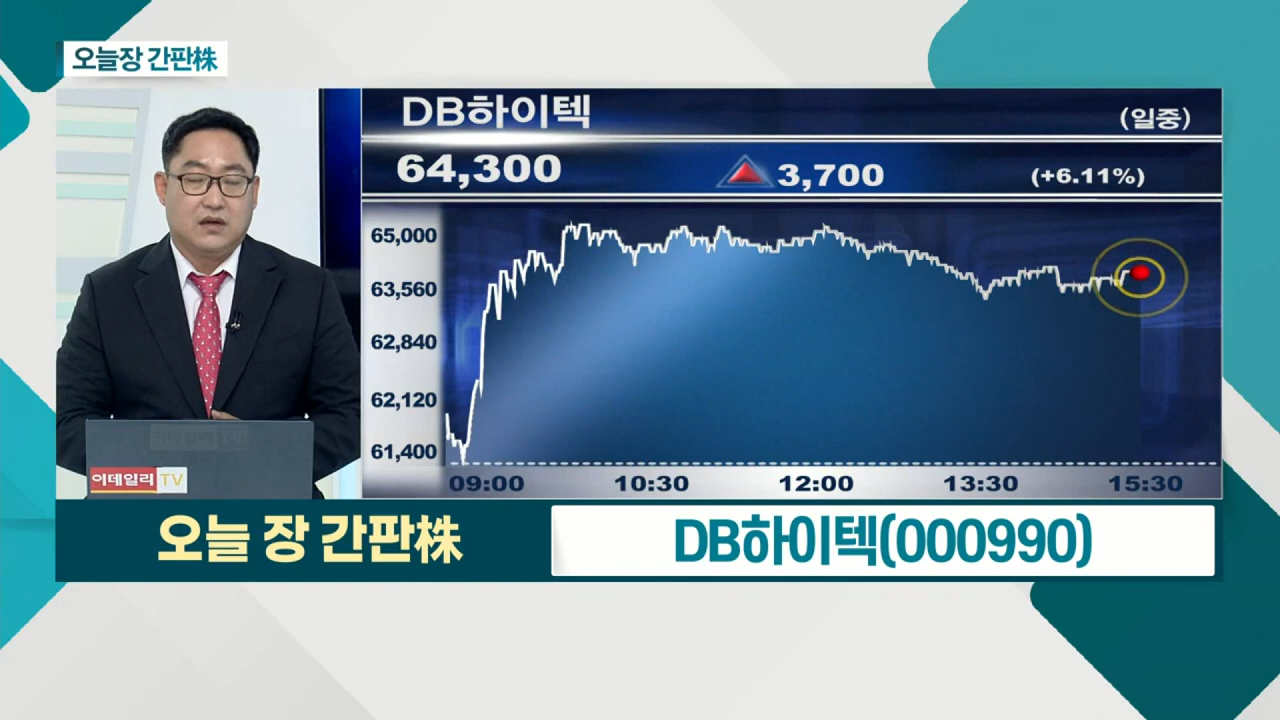 오늘장 간판株
DB하이텍
(일중)
64,300
3,700
(+6.11%)
65,000
63,560
62,840
62,120
61,400
09:00 10:30 12:00 13:30 15:30
이데일리TV
오늘 장 간판株
DB하이텍(000990)